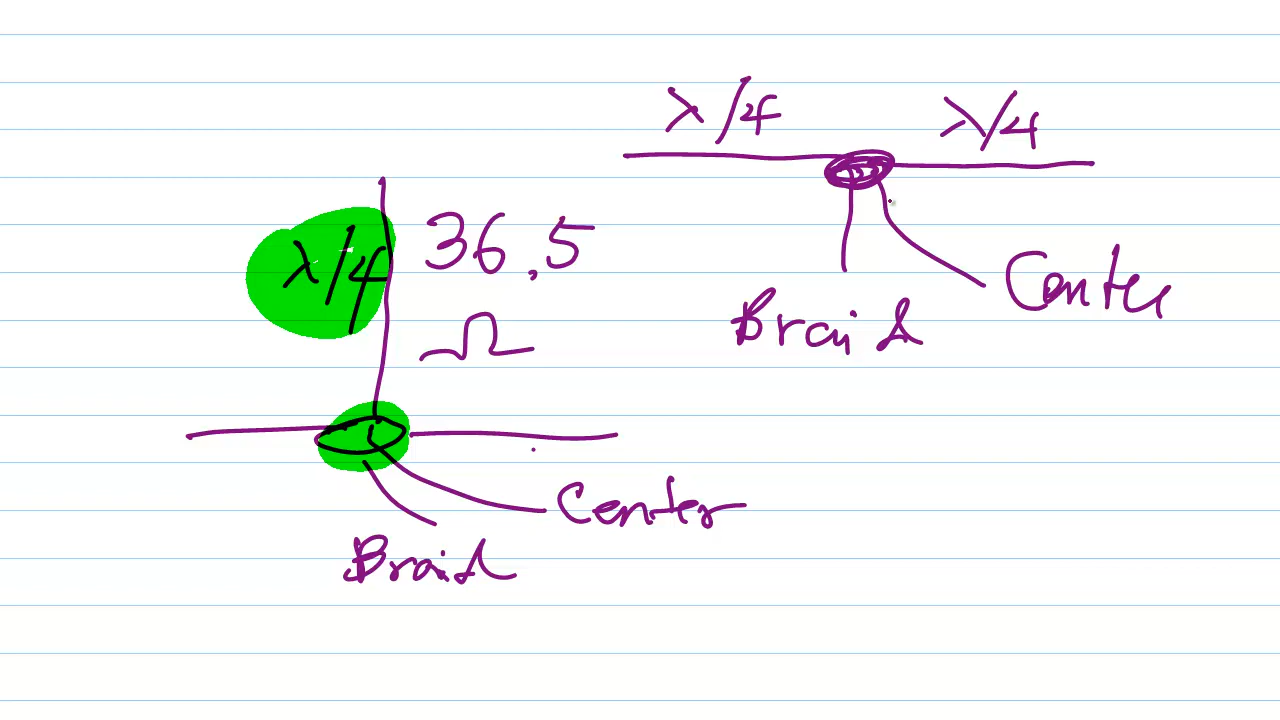 λ/4 λ/4
36,5
λ/4
Ω
Center
Braid
Center
Braid